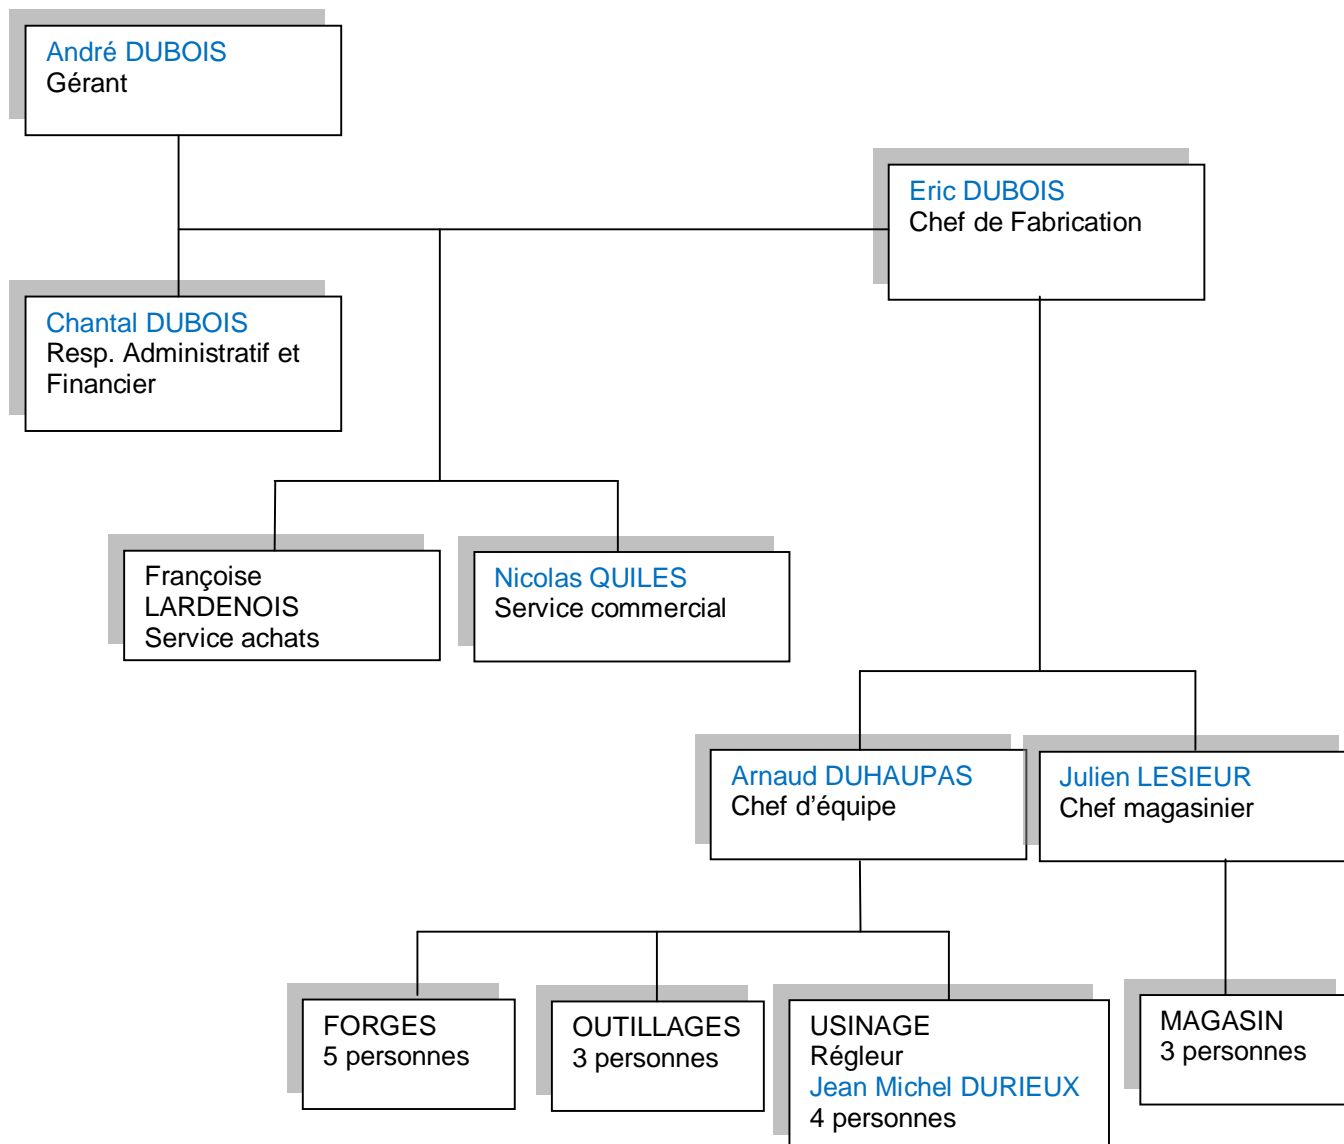 André DUBOIS
Gérant
Eric DUBOIS
Chef de Fabrication
Chantal DUBOIS
Resp. Administratif et
Financier
Françoise
LARDENOIS
Service achats
Nicolas QUILES
Service commercial
Arnaud DUHAUPAS
Chef d’équipe
Julien LESIEUR
Chef magasinier
FORGES
5 personnes
OUTILLAGES
3 personnes
USINAGE
Régleur
Jean Michel DURIEUX
4 personnes
MAGASIN
3 personnes